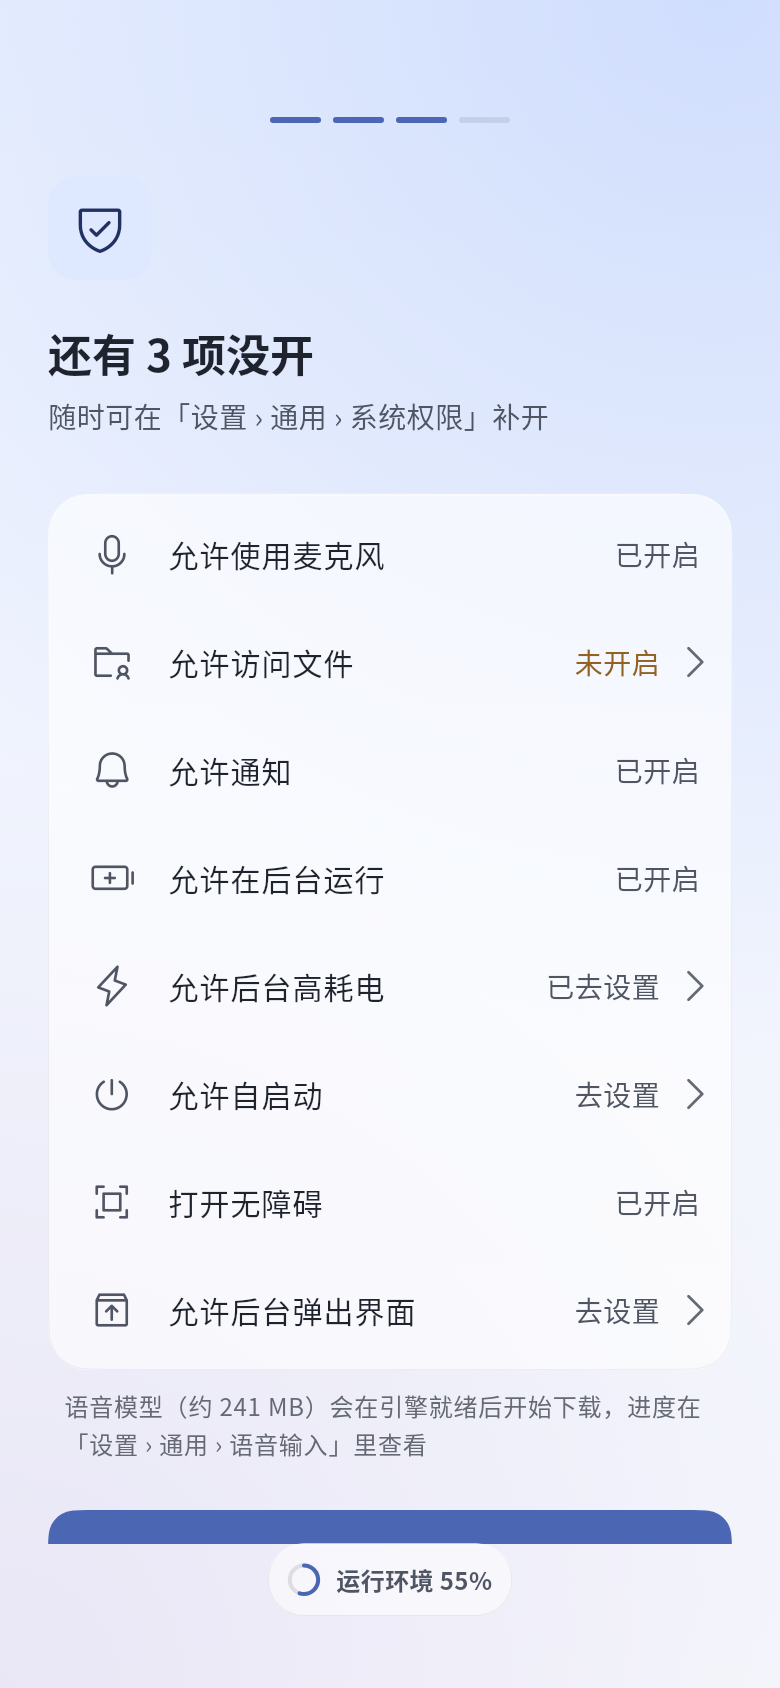 还有 3 项没开
随时可在「设置 › 通用 › 系统权限」补开
允许使用麦克风 已开启
允许访问文件 未开启
允许通知 已开启
允许在后台运行 已开启
允许后台高耗电 已去设置
允许自启动 去设置
打开无障碍 已开启
允许后台弹出界面 去设置
语音模型（约 241 MB）会在引擎就绪后开始下载，进度在
「设置 › 通用 › 语音输入」里查看
运行环境 55%